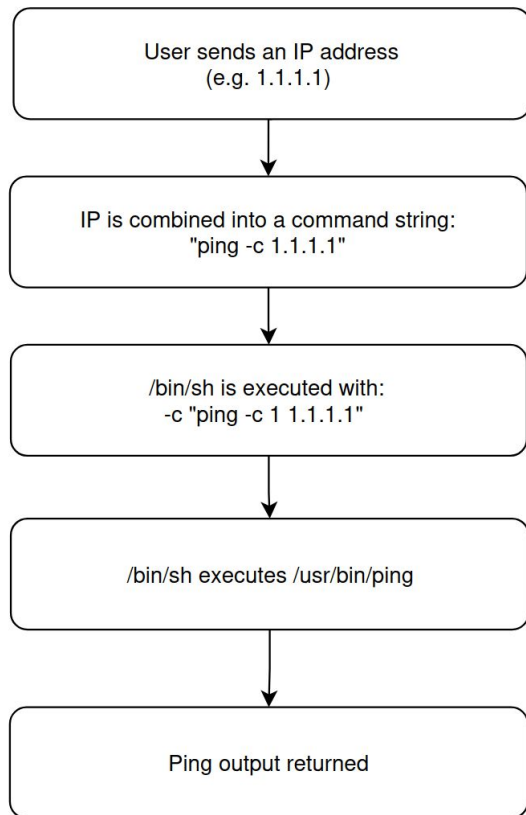 User sends an IP address
(e.g. 1.1.1.1)
IP is combined into a command string:
"ping -c 1.1.1.1"
/bin/sh is executed with:
-c "ping -c 1 1.1.1.1"
/bin/sh executes /usr/bin/ping
Ping output returned